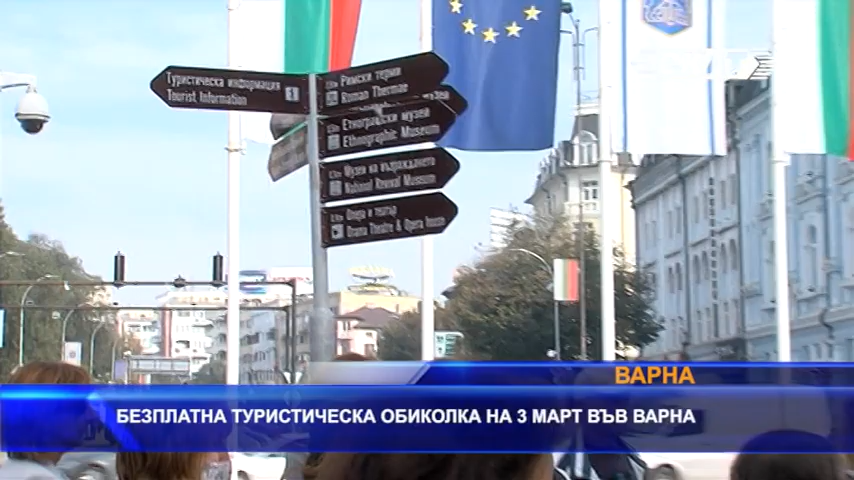 Туристическа информация
Tourist Information
i
Римски терми
Roman Thermae
музеи
Етнографски музей
Ethnographic Museum
Музей на възраждането
National Revival Museum
Опера и театър
Drama Theatre & Opera house
ВАРНА
БЕЗПЛАТНА ТУРИСТИЧЕСКА ОБИКОЛКА НА 3 МАРТ ВЪВ ВАРНА